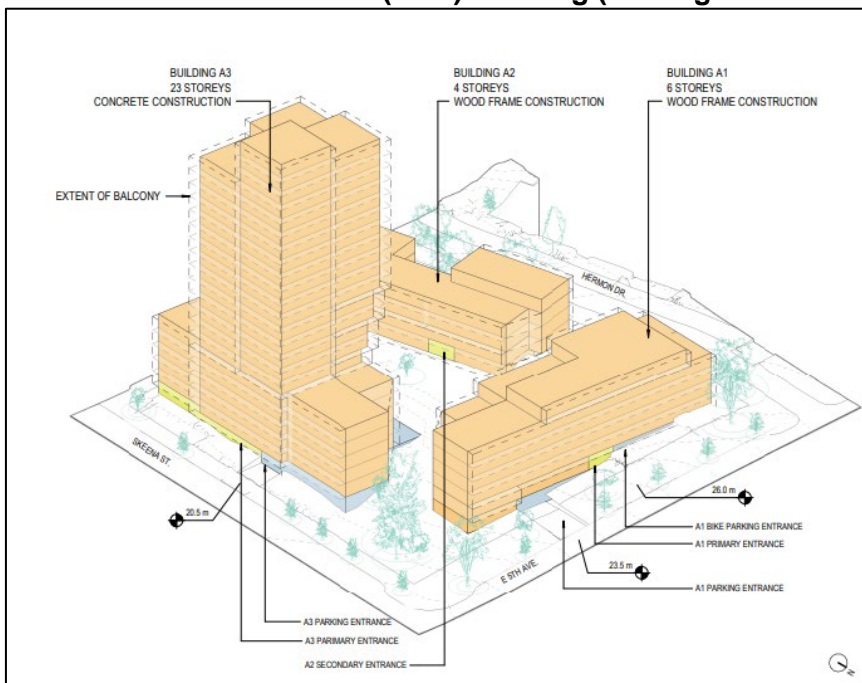 BUILDING A3
23 STOREYS
CONCRETE CONSTRUCTION
BUILDING A2
4 STOREYS
WOOD FRAME CONSTRUCTION
BUILDING A1
6 STOREYS
WOOD FRAME CONSTRUCTION
EXTENT OF BALCONY
HERMON DR.
SKEENA ST.
20.5 m
26.0 m
A1 BIKE PARKING ENTRANCE
A1 PRIMARY ENTRANCE
E 5TH AVE.
23.5 m
A1 PARKING ENTRANCE
A3 PARKING ENTRANCE
A3 PARIMARY ENTRANCE
A2 SECONDARY ENTRANCE
N